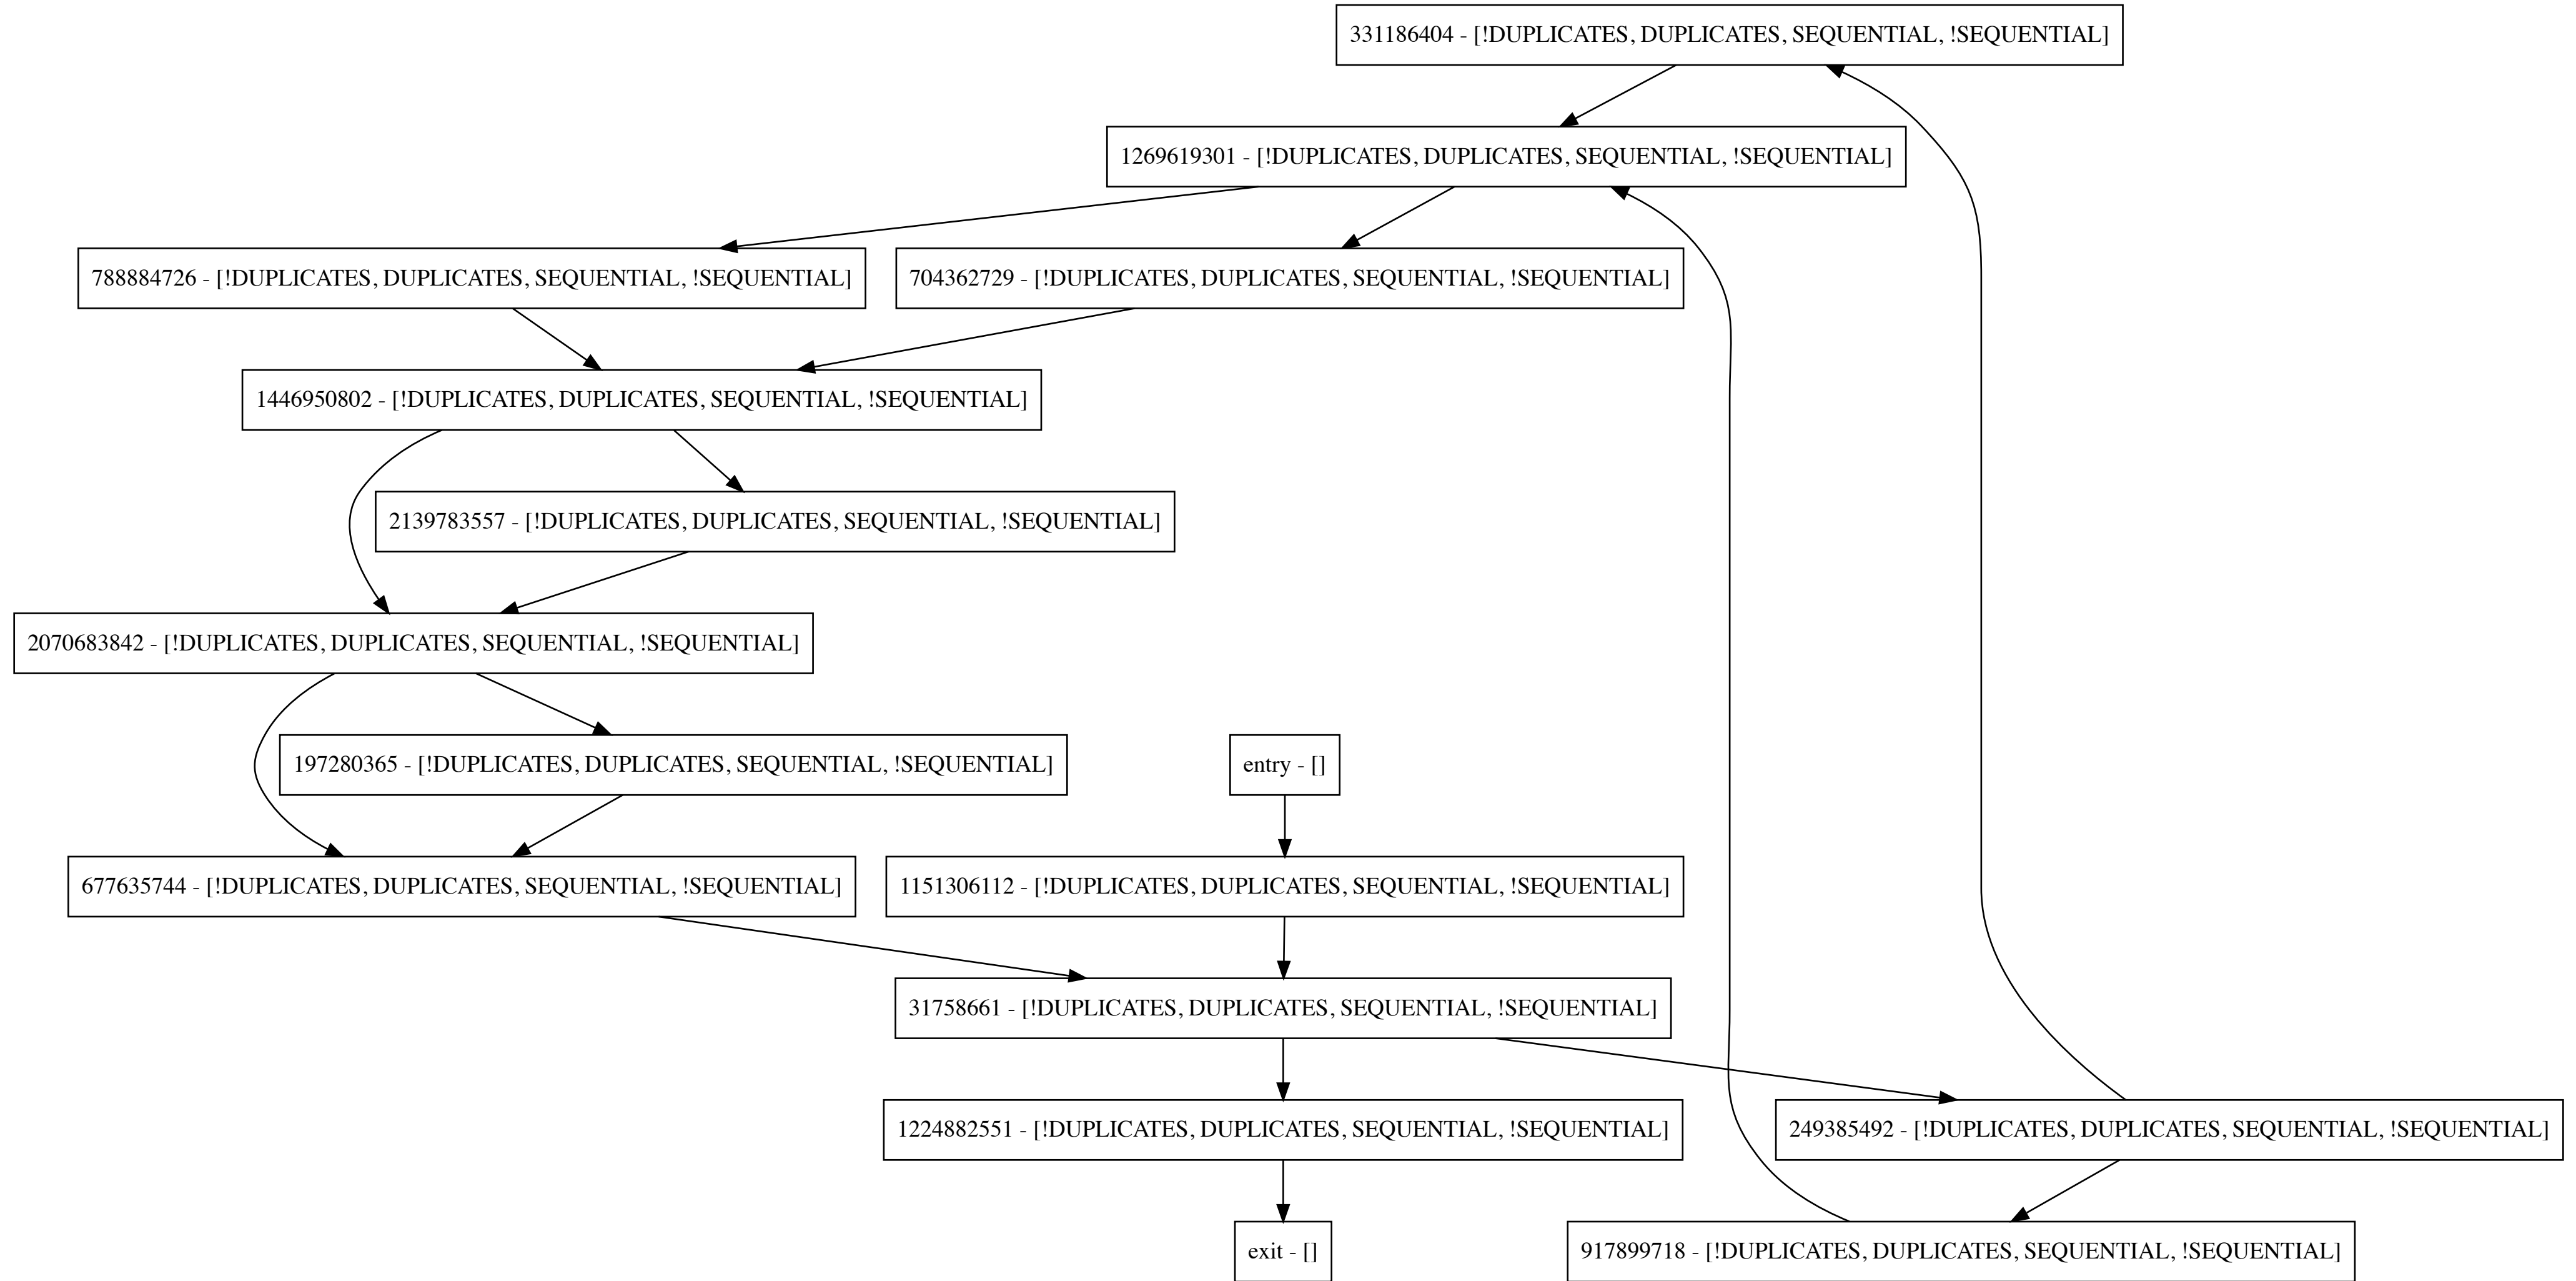 331186404 - [!DUPLICATES, DUPLICATES, SEQUENTIAL, !SEQUENTIAL]
1269619301 - [!DUPLICATES, DUPLICATES, SEQUENTIAL, !SEQUENTIAL]
788884726 - [!DUPLICATES, DUPLICATES, SEQUENTIAL, !SEQUENTIAL]
704362729 - [!DUPLICATES, DUPLICATES, SEQUENTIAL, !SEQUENTIAL]
1446950802 - [!DUPLICATES, DUPLICATES, SEQUENTIAL, !SEQUENTIAL]
2139783557 - [!DUPLICATES, DUPLICATES, SEQUENTIAL, !SEQUENTIAL]
2070683842 - [!DUPLICATES, DUPLICATES, SEQUENTIAL, !SEQUENTIAL]
197280365 - [!DUPLICATES, DUPLICATES, SEQUENTIAL, !SEQUENTIAL]
entry - []
677635744 - [!DUPLICATES, DUPLICATES, SEQUENTIAL, !SEQUENTIAL]
1151306112 - [!DUPLICATES, DUPLICATES, SEQUENTIAL, !SEQUENTIAL]
31758661 - [!DUPLICATES, DUPLICATES, SEQUENTIAL, !SEQUENTIAL]
1224882551 - [!DUPLICATES, DUPLICATES, SEQUENTIAL, !SEQUENTIAL]
249385492 - [!DUPLICATES, DUPLICATES, SEQUENTIAL, !SEQUENTIAL]
exit - []
917899718 - [!DUPLICATES, DUPLICATES, SEQUENTIAL, !SEQUENTIAL]